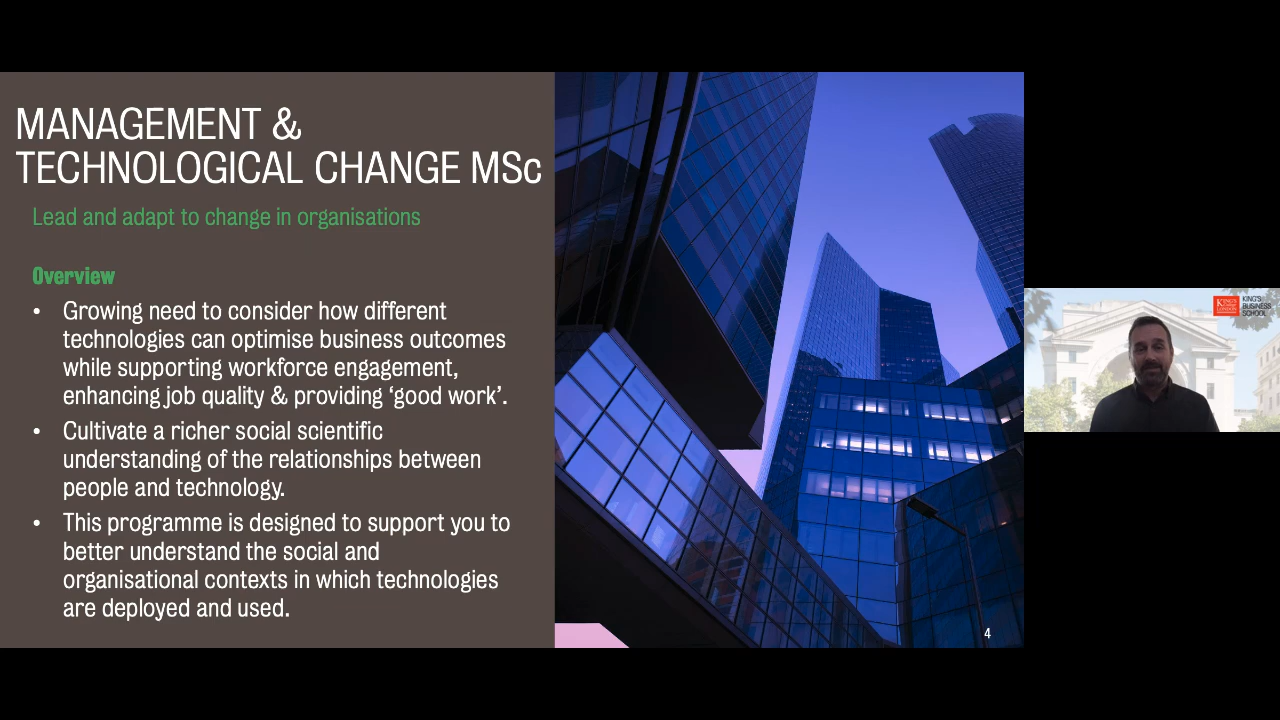 MANAGEMENT &
TECHNOLOGICAL CHANGE MSc
Lead and adapt to change in organisations
Overview
• Growing need to consider how different
technologies can optimise business outcomes
while supporting workforce engagement,
enhancing job quality & providing ‘good work’.
• Cultivate a richer social scientific
understanding of the relationships between
people and technology.
• This programme is designed to support you to
better understand the social and
organisational contexts in which technologies
are deployed and used.
4
KING'S
LONDON
KING'S
BUSINESS
SCHOOL